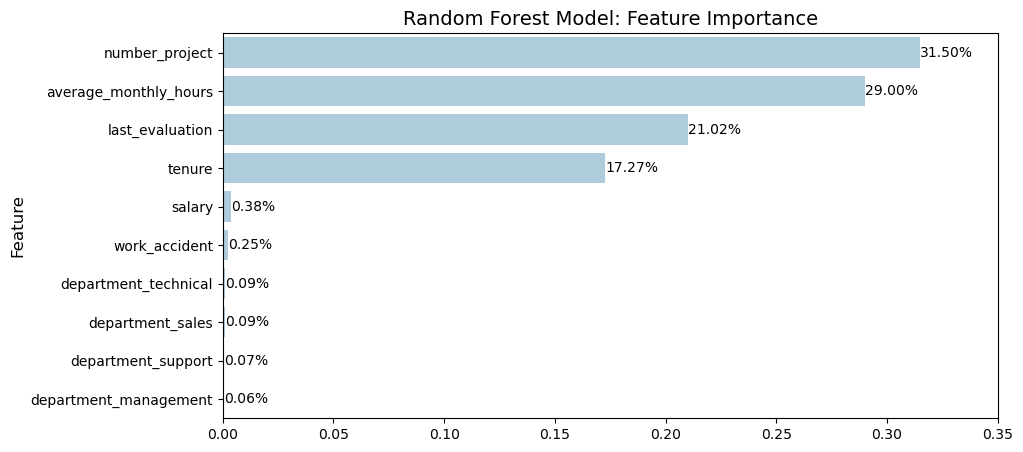 Random Forest Model: Feature Importance
Feature
number_project 31.50%
average_monthly_hours 29.00%
last_evaluation 21.02%
tenure 17.27%
salary 0.38%
work_accident 0.25%
department_technical 0.09%
department_sales 0.09%
department_support 0.07%
department_management 0.06%
0.00 0.05 0.10 0.15 0.20 0.25 0.30 0.35